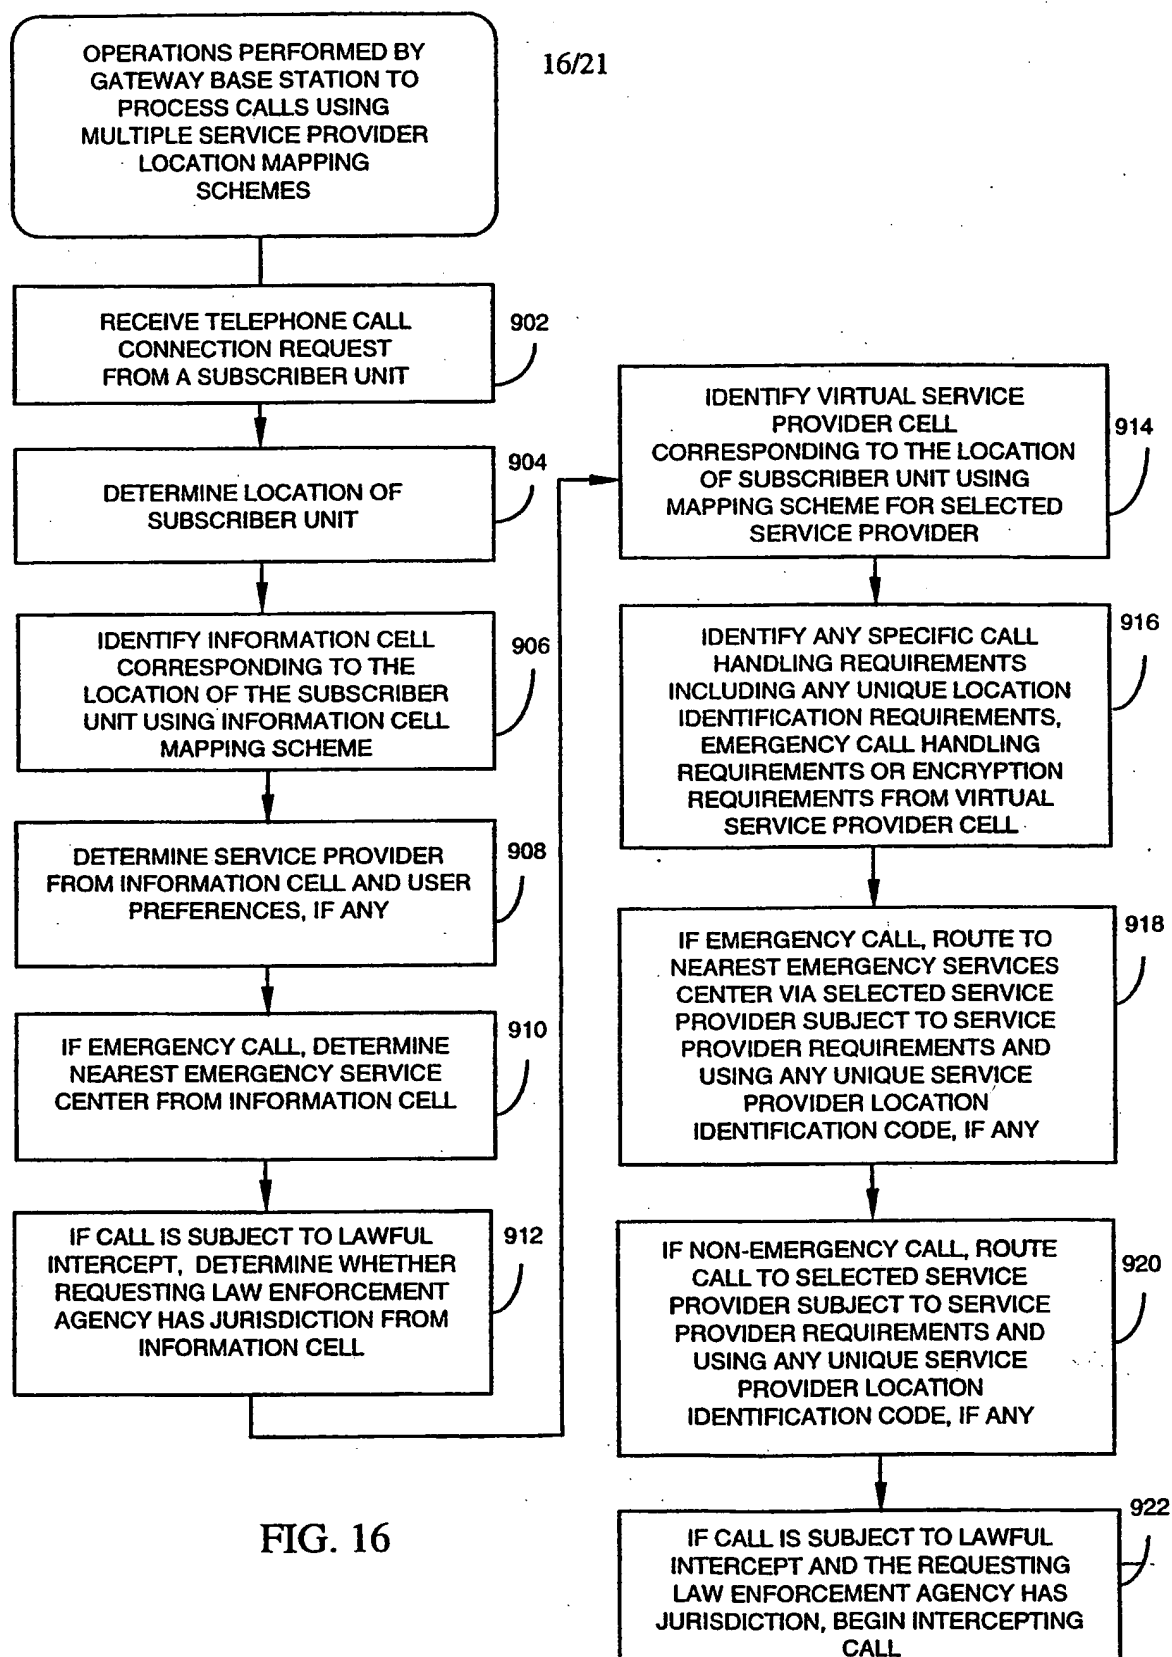 OPERATIONS PERFORMED BY
GATEWAY BASE STATION TO
PROCESS CALLS USING
MULTIPLE SERVICE PROVIDER
LOCATION MAPPING
SCHEMES
16/21
RECEIVE TELEPHONE CALL
CONNECTION REQUEST
FROM A SUBSCRIBER UNIT
902
DETERMINE LOCATION OF
SUBSCRIBER UNIT
904
IDENTIFY INFORMATION CELL
CORRESPONDING TO THE
LOCATION OF THE SUBSCRIBER
UNIT USING INFORMATION CELL
MAPPING SCHEME
906
DETERMINE SERVICE PROVIDER
FROM INFORMATION CELL AND USER
PREFERENCES, IF ANY
908
IF EMERGENCY CALL, DETERMINE
NEAREST EMERGENCY SERVICE
CENTER FROM INFORMATION CELL
910
IF CALL IS SUBJECT TO LAWFUL
INTERCEPT, DETERMINE WHETHER
REQUESTING LAW ENFORCEMENT
AGENCY HAS JURISDICTION FROM
INFORMATION CELL
912
IDENTIFY VIRTUAL SERVICE
PROVIDER CELL
CORRESPONDING TO THE LOCATION
OF SUBSCRIBER UNIT USING
MAPPING SCHEME FOR SELECTED
SERVICE PROVIDER
914
IDENTIFY ANY SPECIFIC CALL
HANDLING REQUIREMENTS
INCLUDING ANY UNIQUE LOCATION
IDENTIFICATION REQUIREMENTS,
EMERGENCY CALL HANDLING
REQUIREMENTS OR ENCRYPTION
REQUIREMENTS FROM VIRTUAL
SERVICE PROVIDER CELL
916
IF EMERGENCY CALL, ROUTE TO
NEAREST EMERGENCY SERVICES
CENTER VIA SELECTED SERVICE
PROVIDER SUBJECT TO SERVICE
PROVIDER REQUIREMENTS AND
USING ANY UNIQUE SERVICE
PROVIDER LOCATION
IDENTIFICATION CODE, IF ANY
918
IF NON-EMERGENCY CALL, ROUTE
CALL TO SELECTED SERVICE
PROVIDER SUBJECT TO SERVICE
PROVIDER REQUIREMENTS AND
USING ANY UNIQUE SERVICE
PROVIDER LOCATION
IDENTIFICATION CODE, IF ANY
920
IF CALL IS SUBJECT TO LAWFUL
INTERCEPT AND THE REQUESTING
LAW ENFORCEMENT AGENCY HAS
JURISDICTION, BEGIN INTERCEPTING
CALL
922
FIG. 16